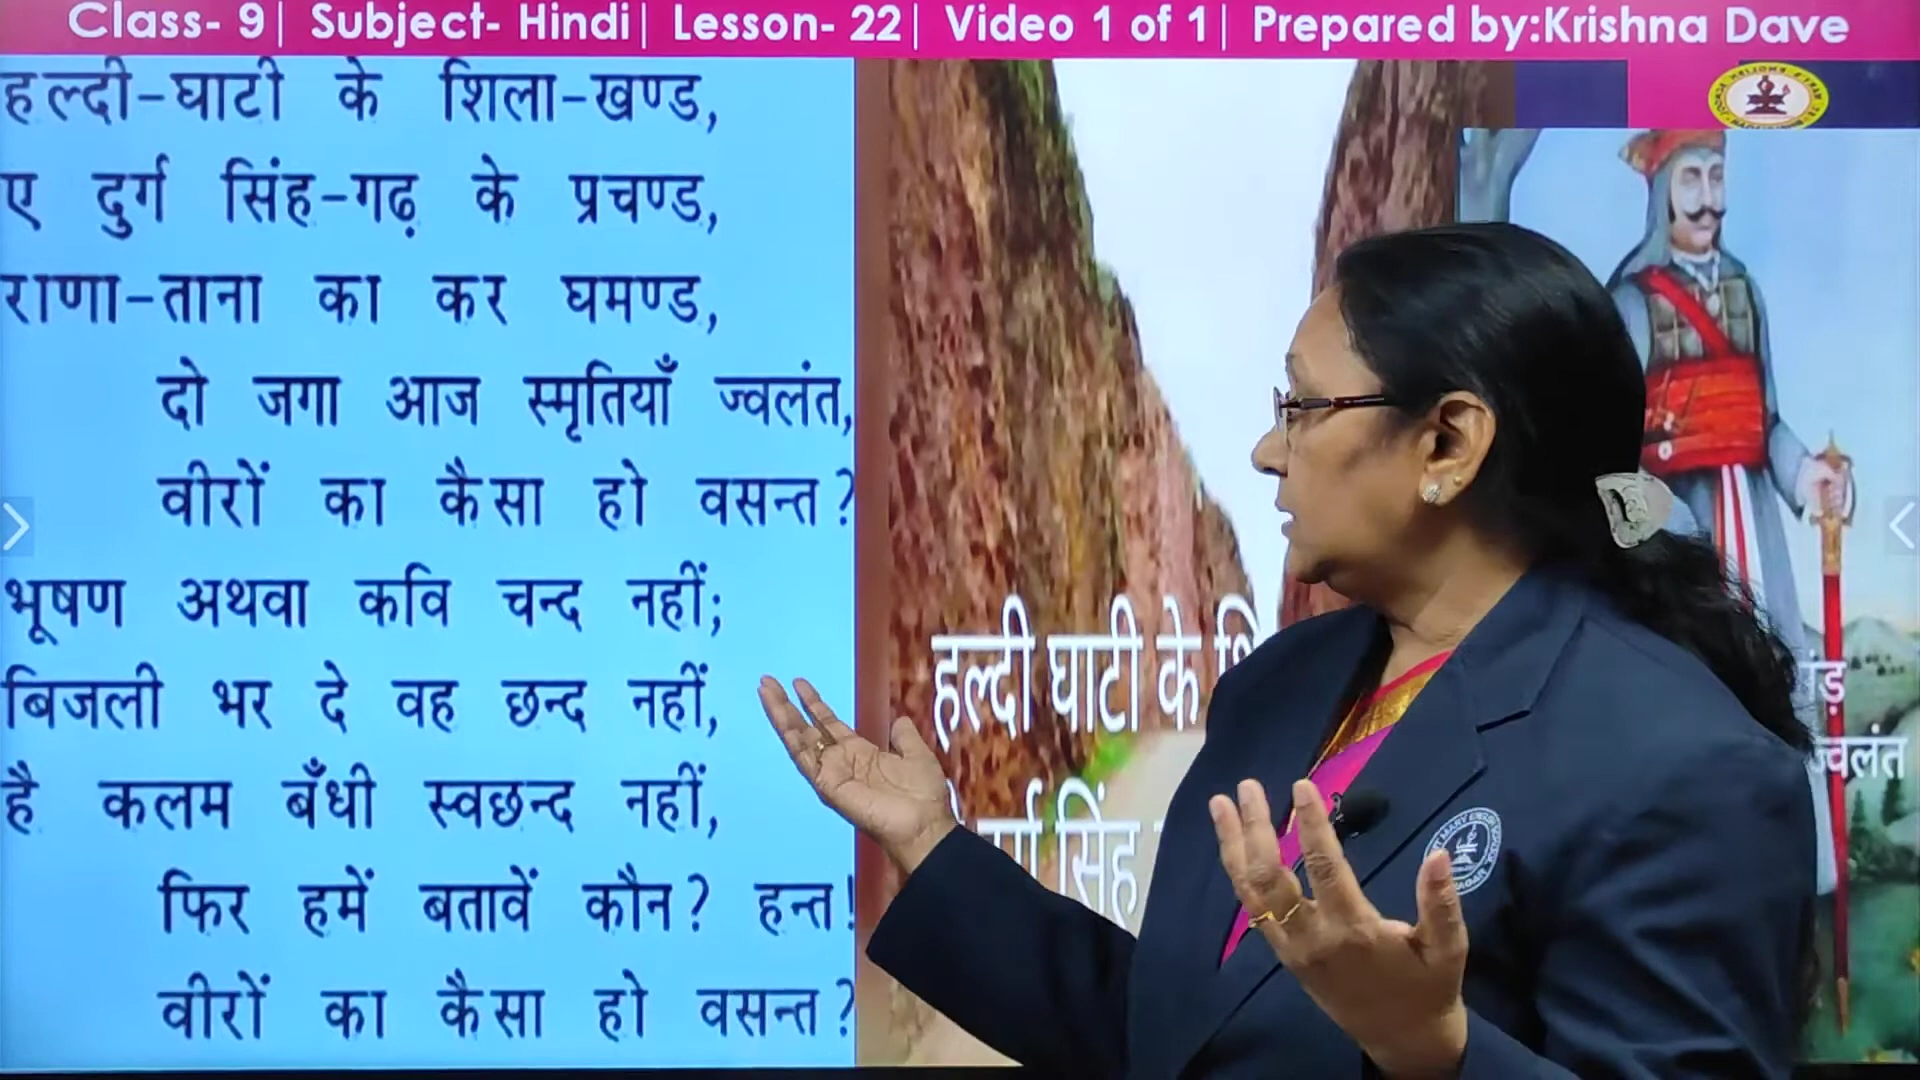 Class- 9| Subject- Hindi| Lesson- 22| Video 1 of 1| Prepared by:Krishna Dave
हल्दी-घाटी के शिला-खण्ड,
ए दुर्ग सिंह-गढ़ के प्रचण्ड,
राणा-ताना का कर घमण्ड,
दो जगा आज स्मृतियाँ ज्वलंत,
वीरों का कैसा हो वसन्त?
भूषण अथवा कवि चन्द नहीं;
बिजली भर दे वह छन्द नहीं,
है कलम बँधी स्वछन्द नहीं,
फिर हमें बतावें कौन? हन्त!
वीरों का कैसा हो वसन्त?
हल्दी घाटी के
सिंह
ज्वलंत